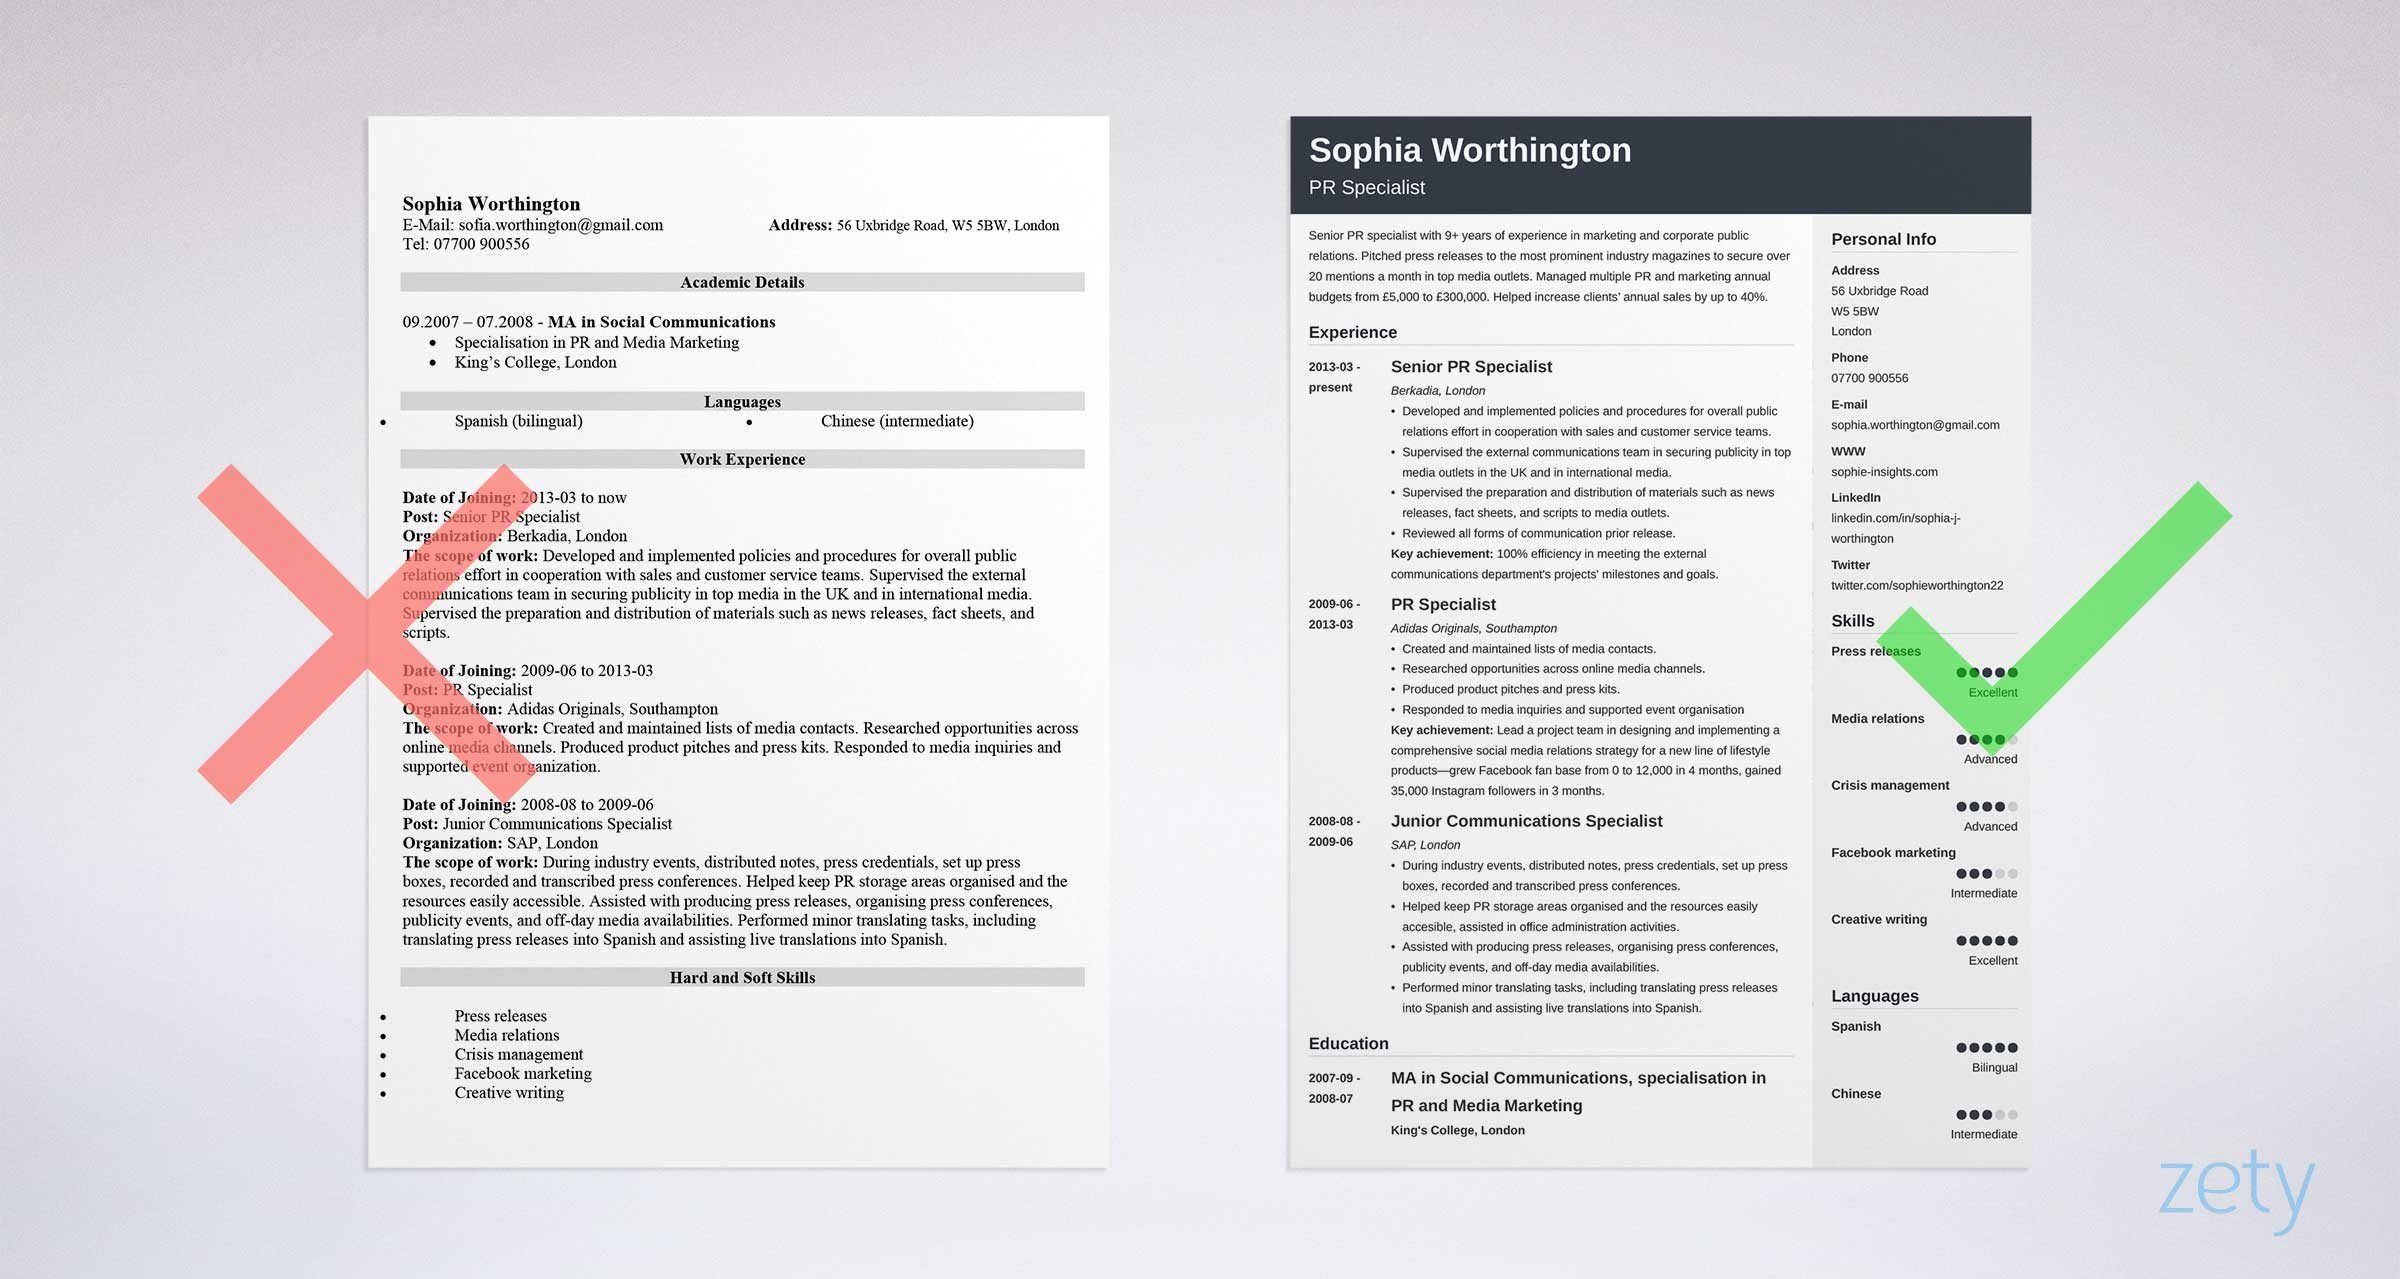 Sophia Worthington
E-Mail: sofia.worthington@gmail.com
Address: 56 Uxbridge Road, W5 5BW, London
Tel: 07700 900556
Academic Details
09.2007 – 07.2008 - MA in Social Communications
• Specialisation in PR and Media Marketing
• King’s College, London
Languages
• Spanish (bilingual)
• Chinese (intermediate)
Work Experience
Date of Joining: 2013-03 to now
Post: Senior PR Specialist
Organization: Berkadia, London
The scope of work: Developed and implemented policies and procedures for overall public
relations effort in cooperation with sales and customer service teams. Supervised the external
communications team in securing publicity in top media in the UK and in international media.
Supervised the preparation and distribution of materials such as news releases, fact sheets, and
scripts.
Date of Joining: 2009-06 to 2013-03
Post: PR Specialist
Organization: Adidas Originals, Southampton
The scope of work: Created and maintained lists of media contacts. Researched opportunities across
online media channels. Produced product pitches and press kits. Responded to media inquiries and
supported event organization.
Date of Joining: 2008-08 to 2009-06
Post: Junior Communications Specialist
Organization: SAP, London
The scope of work: During industry events, distributed notes, press credentials, set up press
boxes, recorded and transcribed press conferences. Helped keep PR storage areas organised and the
resources easily accessible. Assisted with producing press releases, organising press conferences,
publicity events, and off-day media availabilities. Performed minor translating tasks, including
translating press releases into Spanish and assisting live translations into Spanish.
Hard and Soft Skills
• Press releases
• Media relations
• Crisis management
• Facebook marketing
• Creative writing
Sophia Worthington
PR Specialist
Senior PR specialist with 9+ years of experience in marketing and corporate public
relations. Pitched press releases to the most prominent industry magazines to secure over
20 mentions a month in top media outlets. Managed multiple PR and marketing annual
budgets from £5,000 to £300,000. Helped increase clients’ annual sales by up to 40%.
Experience
2013-03 -
present
Senior PR Specialist
Berkadia, London
• Developed and implemented policies and procedures for overall public
relations effort in cooperation with sales and customer service teams.
• Supervised the external communications team in securing publicity in top
media outlets in the UK and in international media.
• Supervised the preparation and distribution of materials such as news
releases, fact sheets, and scripts to media outlets.
• Reviewed all forms of communication prior release.
Key achievement: 100% efficiency in meeting the external
communications department's projects' milestones and goals.
2009-06 -
2013-03
PR Specialist
Adidas Originals, Southampton
• Created and maintained lists of media contacts.
• Researched opportunities across online media channels.
• Produced product pitches and press kits.
• Responded to media inquiries and supported event organisation
Key achievement: Lead a project team in designing and implementing a
comprehensive social media relations strategy for a new line of lifestyle
products—grew Facebook fan base from 0 to 12,000 in 4 months, gained
35,000 Instagram followers in 3 months.
2008-08 -
2009-06
Junior Communications Specialist
SAP, London
• During industry events, distributed notes, press credentials, set up press
boxes, recorded and transcribed press conferences.
• Helped keep PR storage areas organised and the resources easily
accesible, assisted in office administration activities.
• Assisted with producing press releases, organising press conferences,
publicity events, and off-day media availabilities.
• Performed minor translating tasks, including translating press releases
into Spanish and assisting live translations into Spanish.
Education
2007-09 -
2008-07
MA in Social Communications, specialisation in
PR and Media Marketing
King's College, London
Personal Info
Address
56 Uxbridge Road
W5 5BW
London
Phone
07700 900556
E-mail
sophia.worthington@gmail.com
WWW
sophie-insights.com
LinkedIn
linkedin.com/in/sophia-j-
worthington
Twitter
twitter.com/sophieworthington22
Skills
Press releases
Excellent
Media relations
Advanced
Crisis management
Advanced
Facebook marketing
Intermediate
Creative writing
Excellent
Languages
Spanish
Bilingual
Chinese
Intermediate
zety